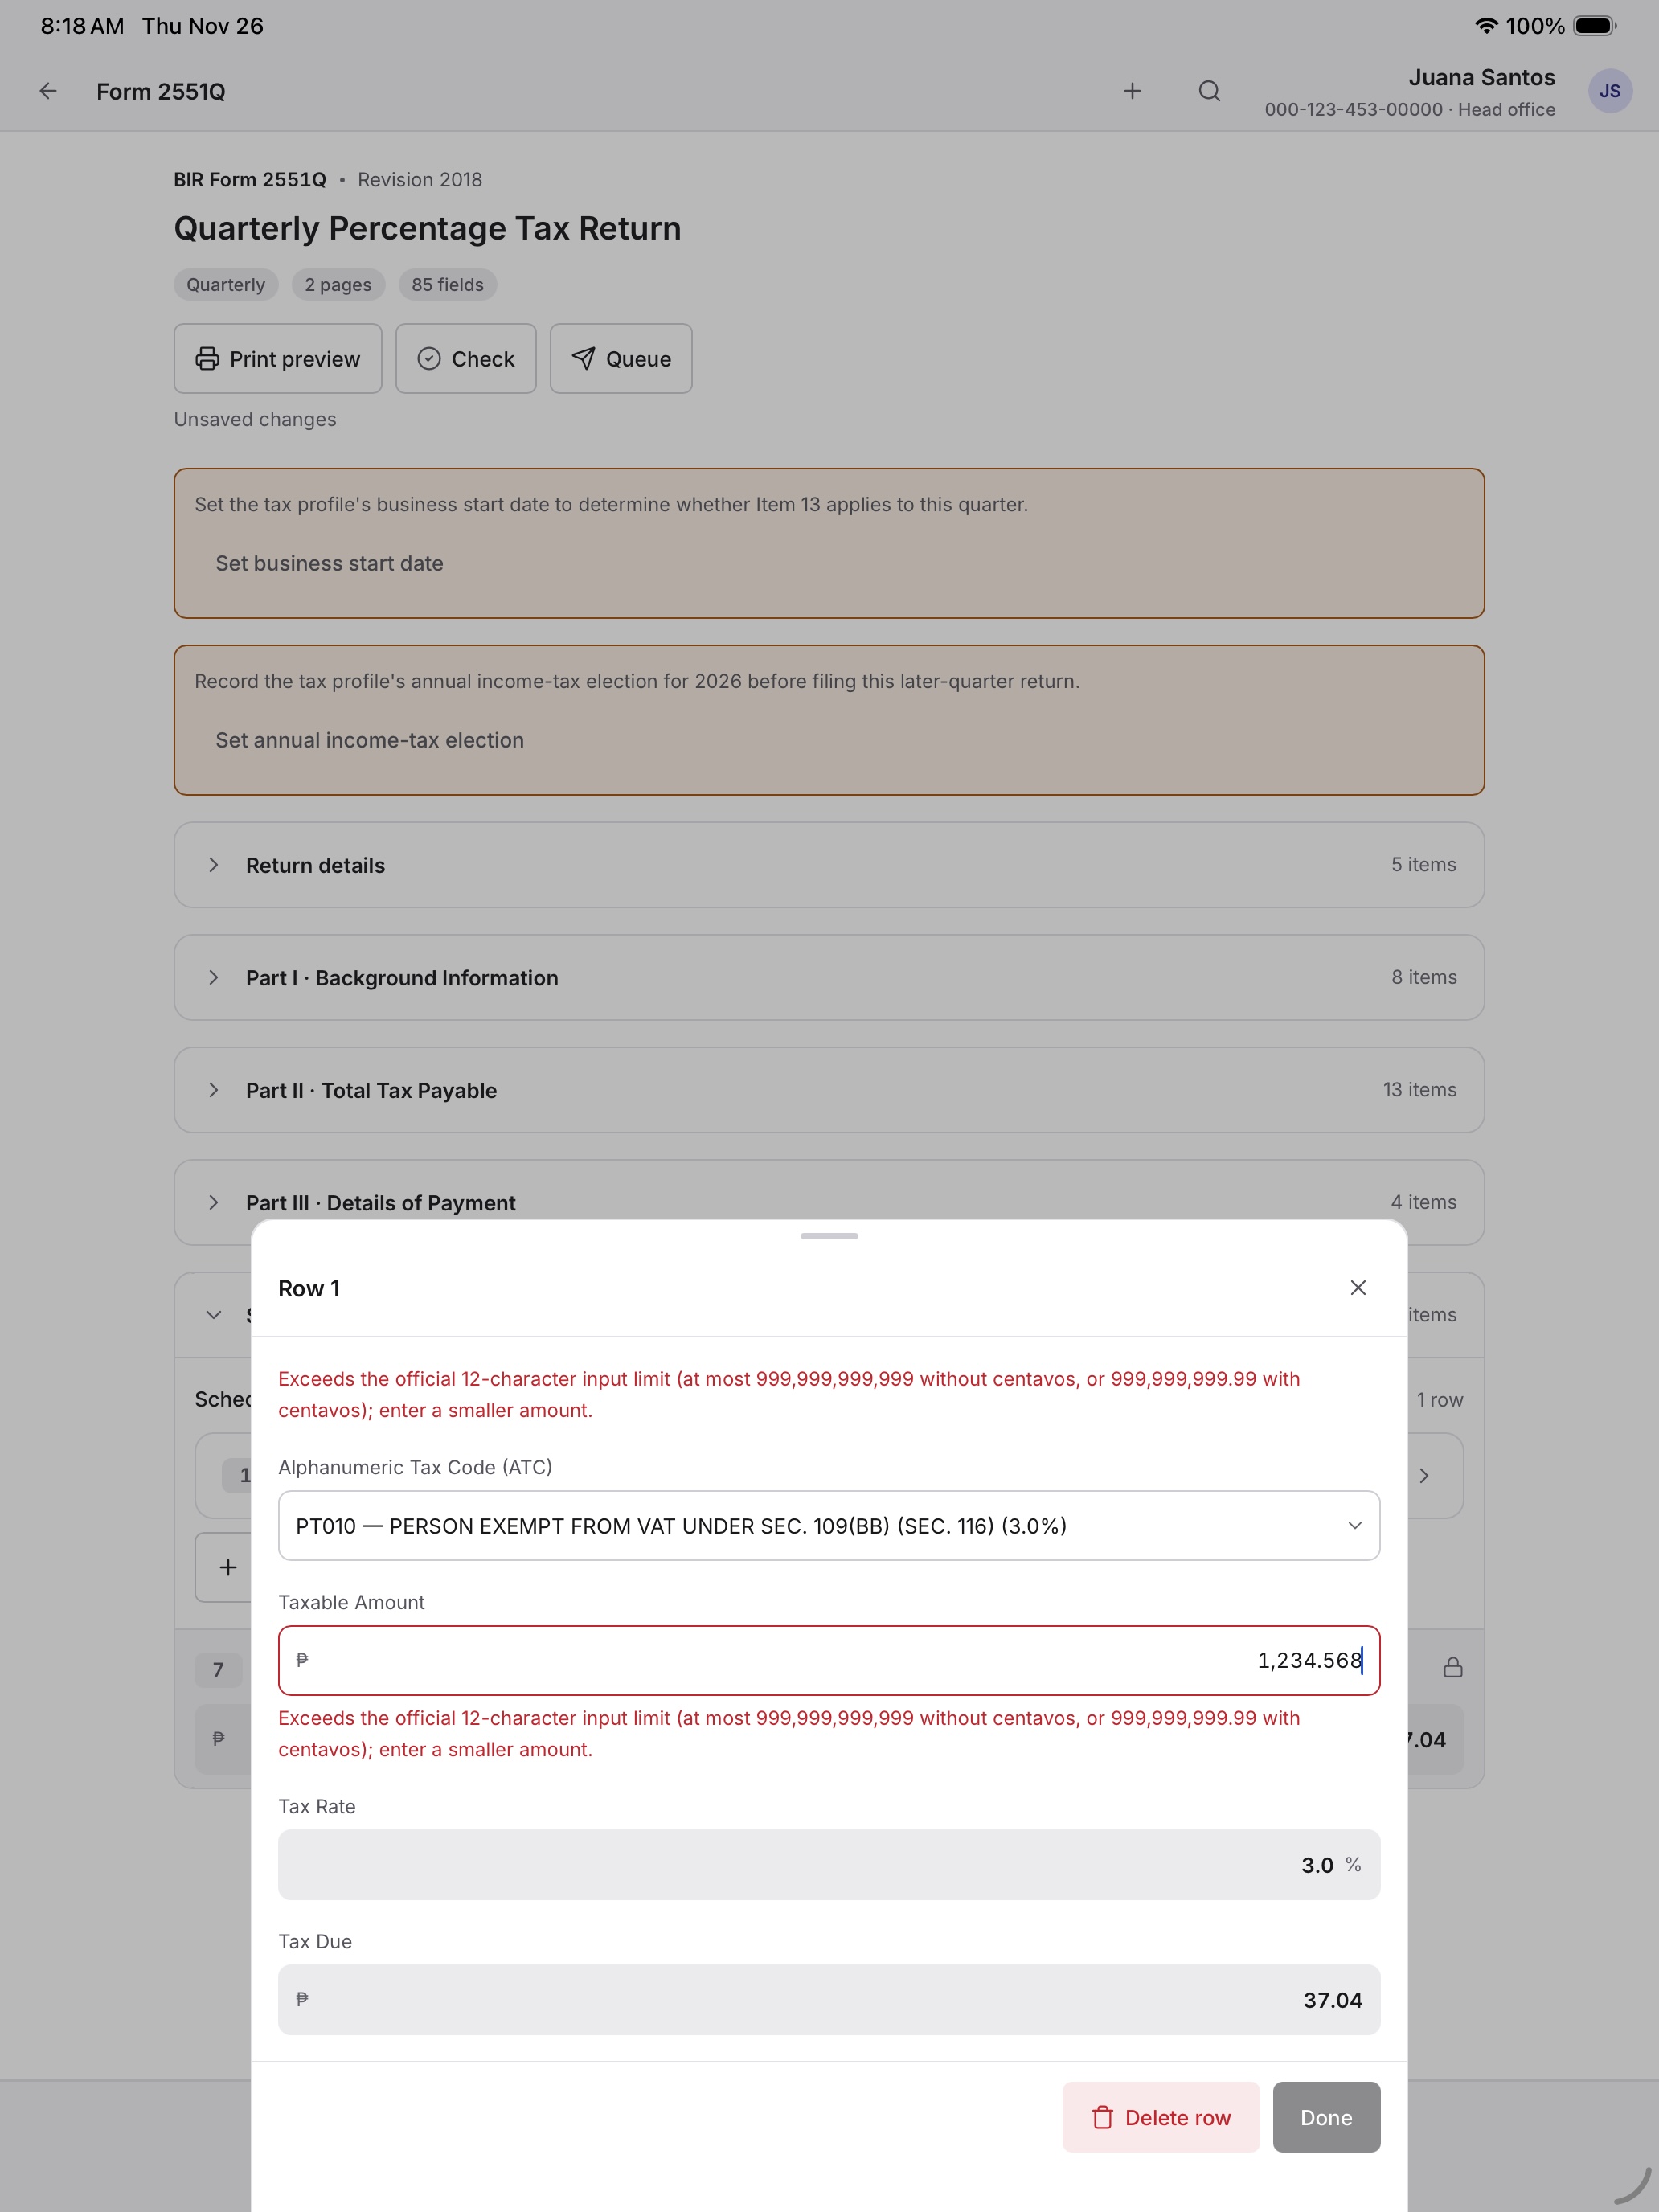 8:18 AM Thu Nov 26
100%
Form 2551Q
Juana Santos
000-123-453-00000 · Head office
JS
BIR Form 2551Q • Revision 2018
Quarterly Percentage Tax Return
Quarterly
2 pages
85 fields
Print preview
Check
Queue
Unsaved changes
Set the tax profile's business start date to determine whether Item 13 applies to this quarter.
Set business start date
Record the tax profile's annual income-tax election for 2026 before filing this later-quarter return.
Set annual income-tax election
Return details
5 items
Part I · Background Information
8 items
Part II · Total Tax Payable
13 items
Part III · Details of Payment
4 items
items
1 row
1
7
₱
7.04
Row 1
Exceeds the official 12-character input limit (at most 999,999,999,999 without centavos, or 999,999,999.99 with
centavos); enter a smaller amount.
Alphanumeric Tax Code (ATC)
PT010 — PERSON EXEMPT FROM VAT UNDER SEC. 109(BB) (SEC. 116) (3.0%)
Taxable Amount
₱ 1,234.568
Exceeds the official 12-character input limit (at most 999,999,999,999 without centavos, or 999,999,999.99 with
centavos); enter a smaller amount.
Tax Rate
3.0 %
Tax Due
₱ 37.04
Delete row
Done